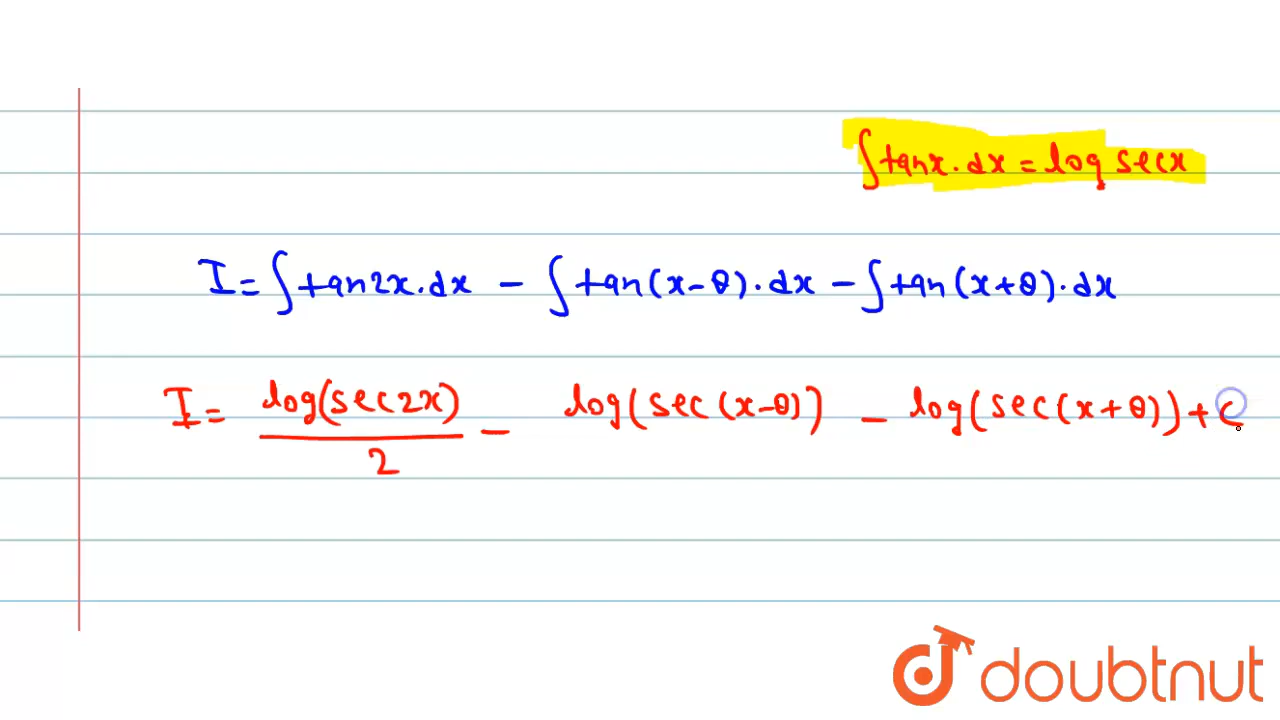 ∫tanx.dx = log secx
I = ∫tan2x.dx - ∫tan(x-θ).dx - ∫tan(x+θ).dx
I = log(sec2x)/2 - log(sec(x-θ)) - log(sec(x+θ)) + C
doubtnut